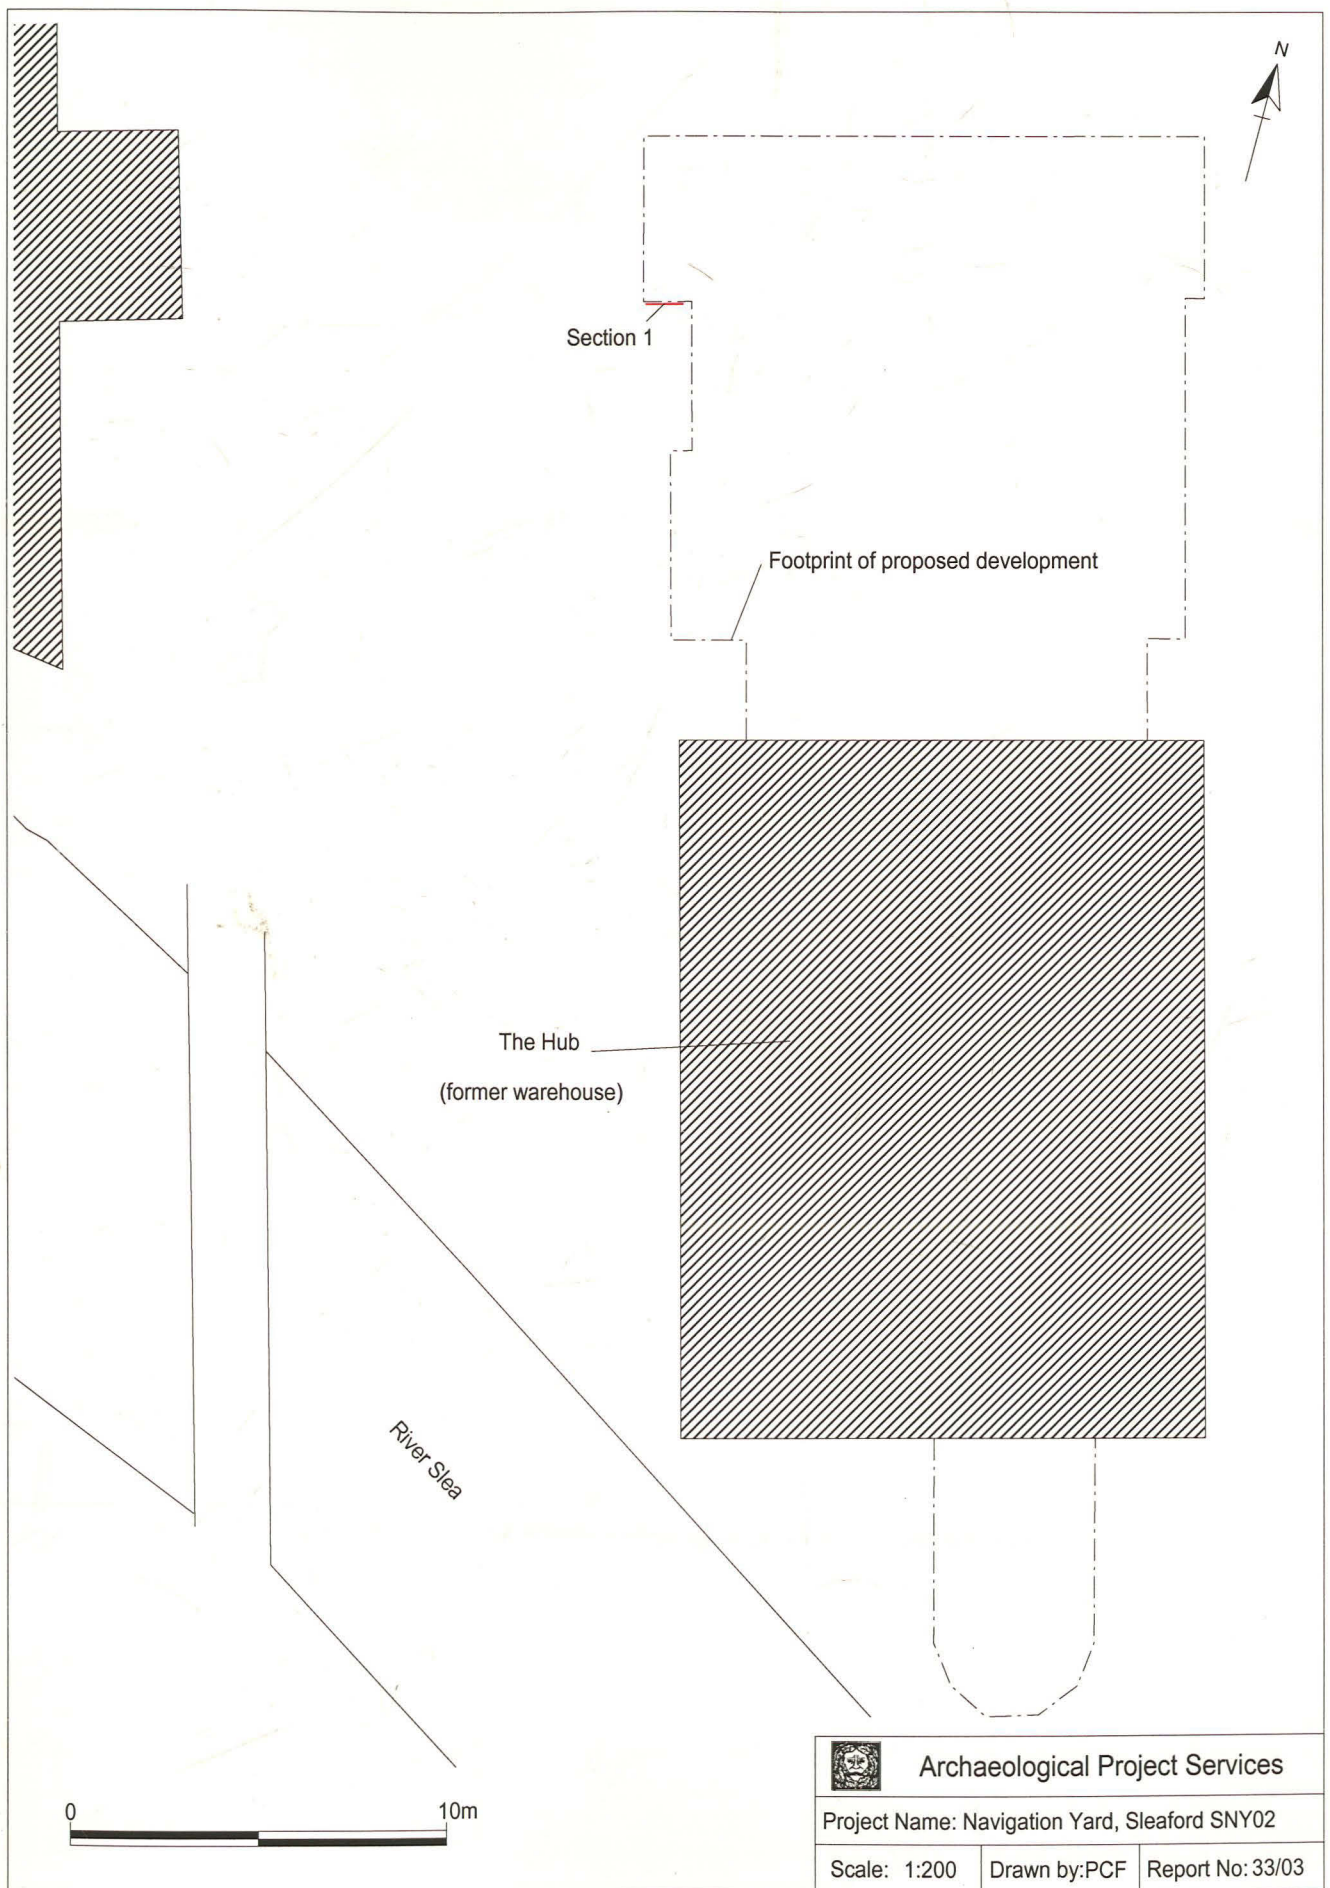 N
Section 1
Footprint of proposed development
The Hub
(former warehouse)
River Slea
0 10m
Archaeological Project Services
Project Name: Navigation Yard, Sleaford SNY02
Scale: 1:200 Drawn by:PCF Report No: 33/03